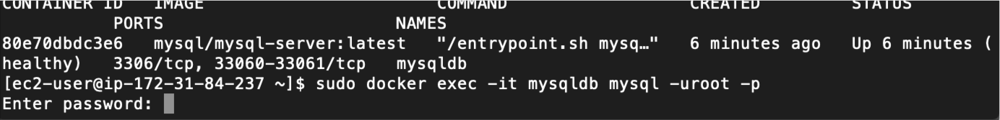 CONTAINER ID   IMAGE                       COMMAND                  CREATED         STATUS
           PORTS                       NAMES
80e70dbdc3e6   mysql/mysql-server:latest   "/entrypoint.sh mysq…"   6 minutes ago   Up 6 minutes (
healthy)   3306/tcp, 33060-33061/tcp   mysqldb
[ec2-user@ip-172-31-84-237 ~]$ sudo docker exec -it mysqldb mysql -uroot -p
Enter password: